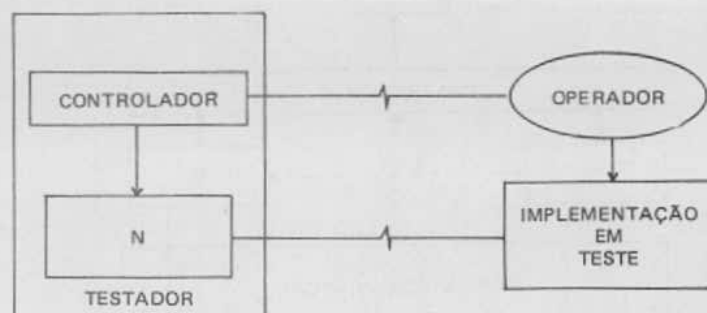 CONTROLADOR
OPERADOR
N
IMPLEMENTAÇÃO
EM
TESTE
TESTADOR